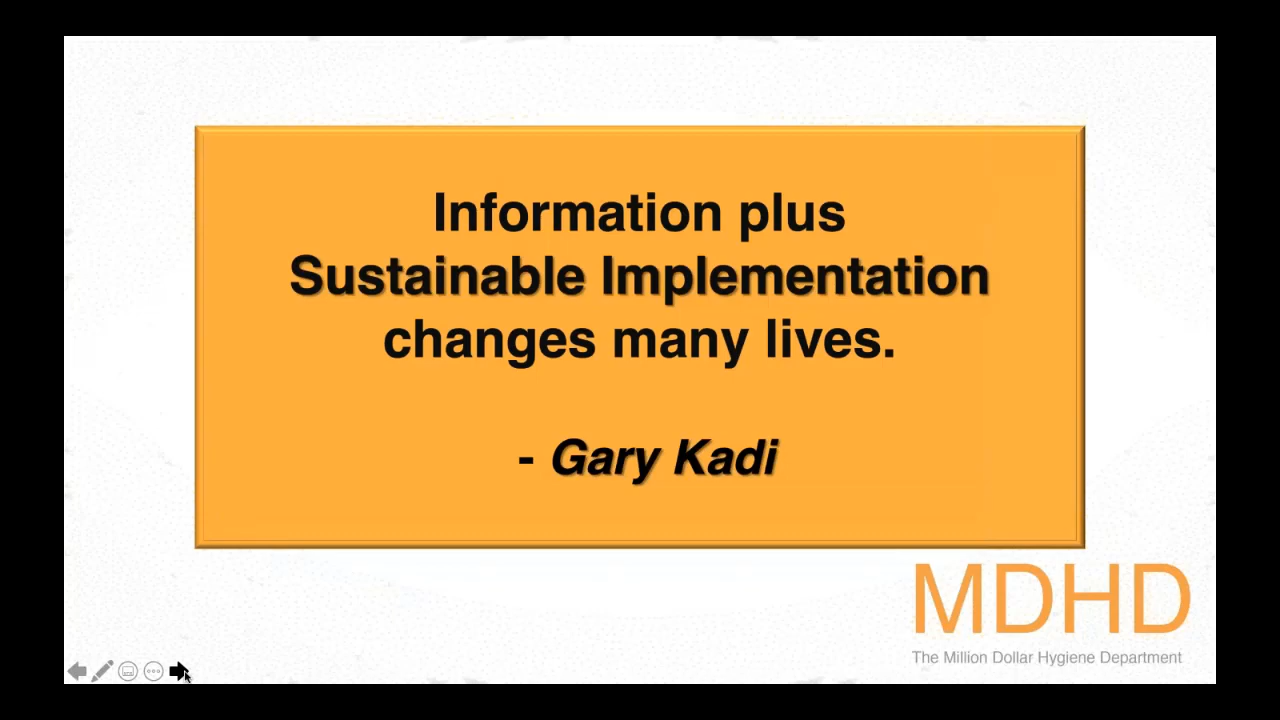 Information plus
Sustainable Implementation
changes many lives.
- Gary Kadi
MDHD
The Million Dollar Hygiene Department